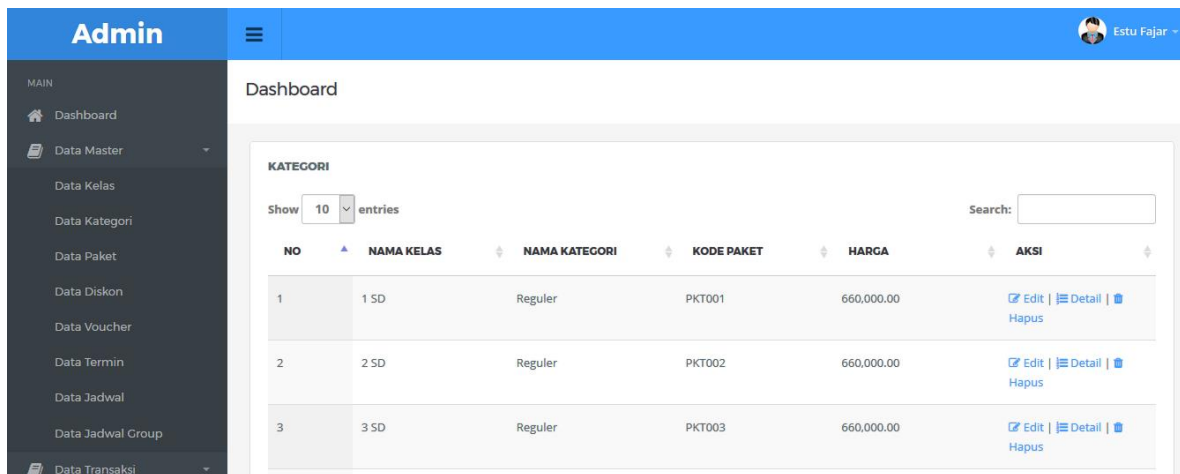 Admin
Estu Fajar
MAIN
Dashboard
Data Master
Data Kelas
Data Kategori
Data Paket
Data Diskon
Data Voucher
Data Termin
Data Jadwal
Data Jadwal Group
Data Transaksi
Dashboard
KATEGORI
Show 10 entries Search:
NO NAMA KELAS NAMA KATEGORI KODE PAKET HARGA AKSI
1 1 SD Reguler PKT001 660,000.00 Edit | Detail |
Hapus
2 2 SD Reguler PKT002 660,000.00 Edit | Detail |
Hapus
3 3 SD Reguler PKT003 660,000.00 Edit | Detail |
Hapus